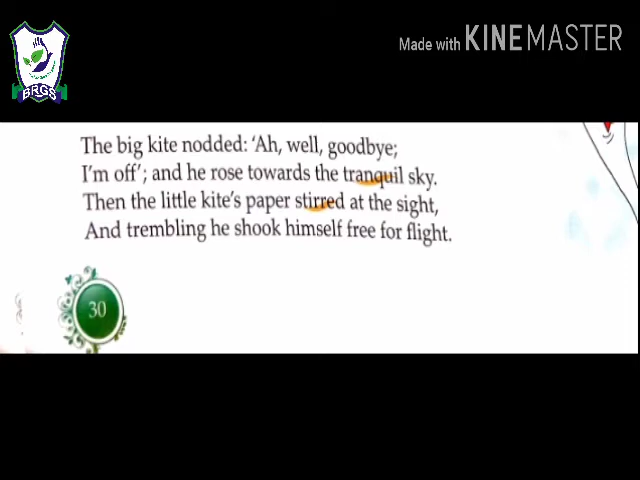 Made with KINEMASTER
BRGS
The big kite nodded: 'Ah, well, goodbye;
I'm off'; and he rose towards the tranquil sky.
Then the little kite's paper stirred at the sight,
And trembling he shook himself free for flight.
30